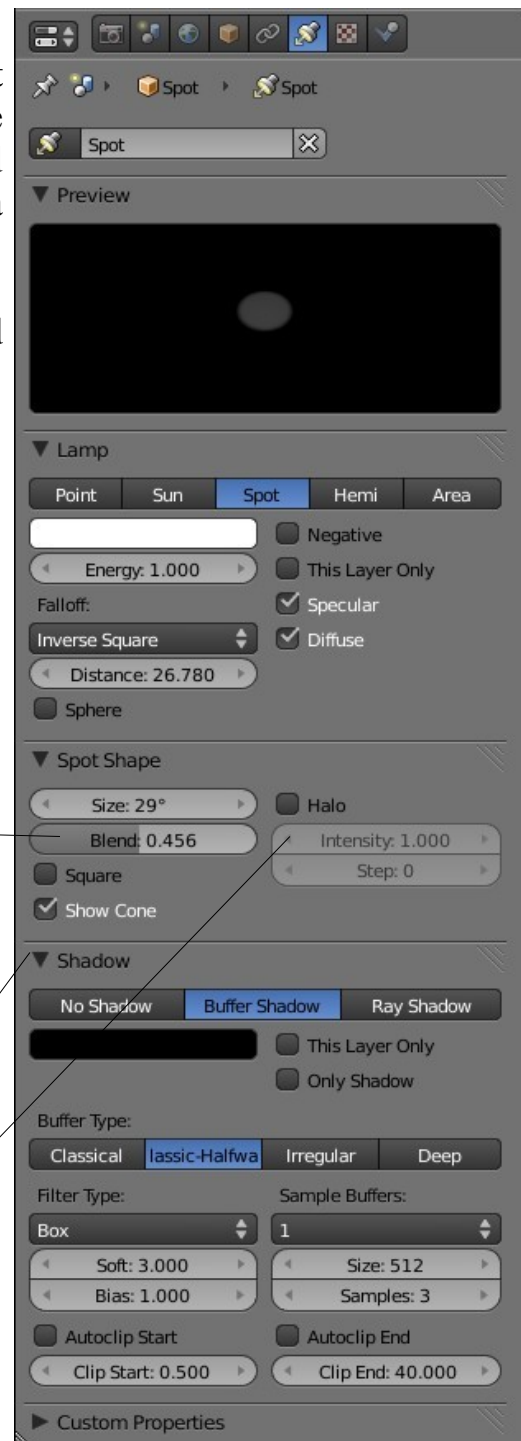 Spot Spot
Spot
Preview
Lamp
Point Sun Spot Hemi Area
Negative
Energy: 1.000 This Layer Only
Falloff: Specular
Inverse Square Diffuse
Distance: 26.780
Sphere
Spot Shape
Size: 29° Halo
Blend: 0.456 Intensity: 1.000
Square Step: 0
Show Cone
Shadow
No Shadow Buffer Shadow Ray Shadow
This Layer Only
Only Shadow
Buffer Type:
Classical lassic-Halfwa Irregular Deep
Filter Type: Sample Buffers:
Box 1
Soft: 3.000 Size: 512
Bias: 1.000 Samples: 3
Autoclip Start Autoclip End
Clip Start: 0.500 Clip End: 40.000
Custom Properties